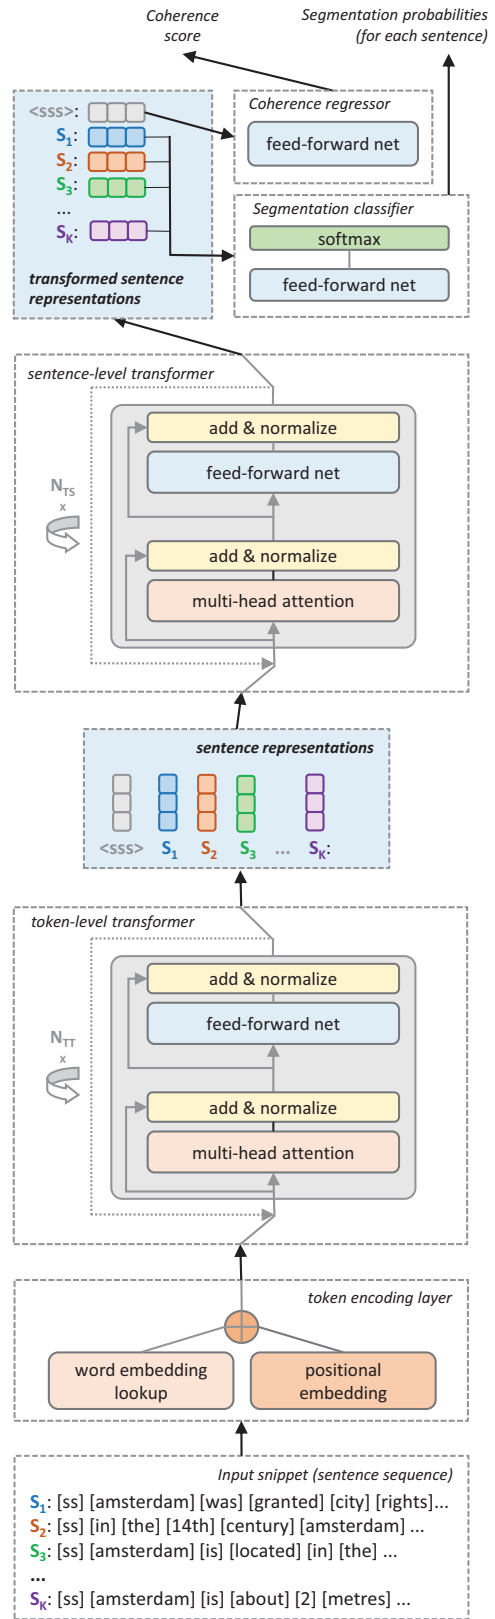 Coherence
score
Segmentation probabilities
(for each sentence)
<sss>:
S1:
S2:
S3:
...
SK:
transformed sentence
representations
Coherence regressor
feed-forward net
Segmentation classifier
softmax
feed-forward net
sentence-level transformer
add & normalize
feed-forward net
NTS
x
add & normalize
multi-head attention
sentence representations
<sss> S1 S2 S3 ... SK:
token-level transformer
add & normalize
feed-forward net
NTT
x
add & normalize
multi-head attention
token encoding layer
word embedding
lookup
positional
embedding
Input snippet (sentence sequence)
S1: [ss] [amsterdam] [was] [granted] [city] [rights]...
S2: [ss] [in] [the] [14th] [century] [amsterdam] ...
S3: [ss] [amsterdam] [is] [located] [in] [the] ...
...
SK: [ss] [amsterdam] [is] [about] [2] [metres] ...